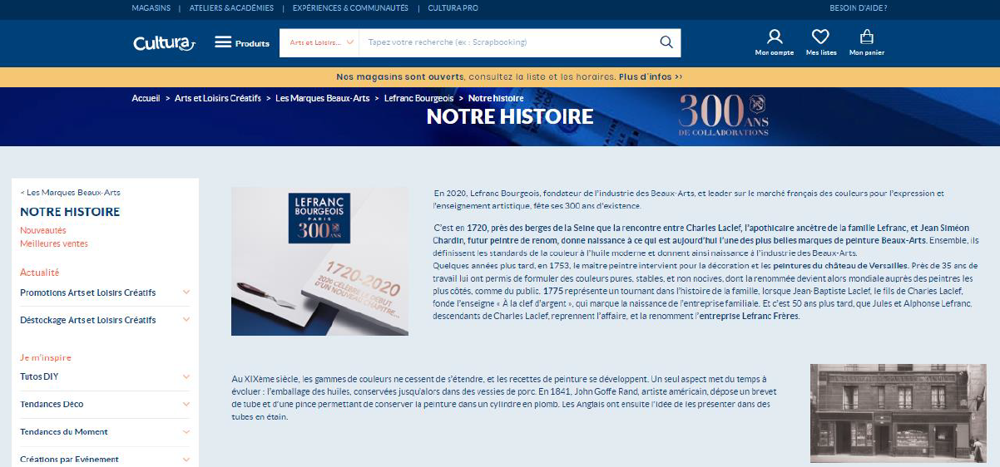 MAGASINS | ATELIERS & ACADÉMIES | EXPÉRIENCES & COMMUNAUTÉS | CULTURA PRO
BESOIN D'AIDE ?
Cultura
Produits
Arts et Loisirs...
Tapez votre recherche (ex : Scrapbooking)
Mon compte
Mes listes
Mon panier
Nos magasins sont ouverts, consultez la liste et les horaires. Plus d'infos >>
Accueil > Arts et Loisirs Créatifs > Les Marques Beaux-Arts > Lefranc Bourgeois > Notre histoire
NOTRE HISTOIRE
300 ANS
DE COLLABORATIONS
< Les Marques Beaux-Arts
NOTRE HISTOIRE
Nouveautés
Meilleures ventes
Actualité
Promotions Arts et Loisirs Créatifs
Déstockage Arts et Loisirs Créatifs
Je m'inspire
Tutos DIY
Tendances Déco
Tendances du Moment
Créations par Evénement
LEFRANC
BOURGEOIS
PARIS
300 ANS
1720-2020
2020 CÉLÈBRE LE DÉBUT
D'UN NOUVEAU CHAPITRE...
En 2020, Lefranc Bourgeois, fondateur de l'industrie des Beaux-Arts, et leader sur le marché français des couleurs pour l'expression et
l'enseignement artistique, fête ses 300 ans d'existence.
C'est en 1720, près des berges de la Seine que la rencontre entre Charles Laclef, l'apothicaire ancêtre de la famille Lefranc, et Jean Siméon
Chardin, futur peintre de renom, donne naissance à ce qui est aujourd'hui l'une des plus belles marques de peinture Beaux-Arts. Ensemble, ils
définissent les standards de la couleur à l'huile moderne et donnent ainsi naissance à l'industrie des Beaux-Arts.
Quelques années plus tard, en 1753, le maitre peintre intervient pour la décoration et les peintures du château de Versailles. Près de 35 ans de
travail lui ont permis de formuler des couleurs pures, stables, et non nocives, dont la renommée devient alors mondiale auprès des peintres les
plus côtés, comme du public. 1775 représente un tournant dans l'histoire de la famille, lorsque Jean-Baptiste Laclef, le fils de Charles Laclef,
fonde l'enseigne « À la clef d'argent », qui marque la naissance de l'entreprise familiale. Et c'est 50 ans plus tard, que Jules et Alphonse Lefranc,
descendants de Charles Laclef, reprennent l'affaire, et la renomment l'entreprise Lefranc Frères.
Au XIXème siècle, les gammes de couleurs ne cessent de s'étendre, et les recettes de peinture se développent. Un seul aspect met du temps à
évoluer : l'emballage des huiles, conservées jusqu'alors dans des vessies de porc. En 1841, John Goffe Rand, artiste américain, dépose un brevet
de tube et d'une pince permettant de conserver la peinture dans un cylindre en plomb. Les Anglais ont ensuite l'idée de les présenter dans des
tubes en étain.